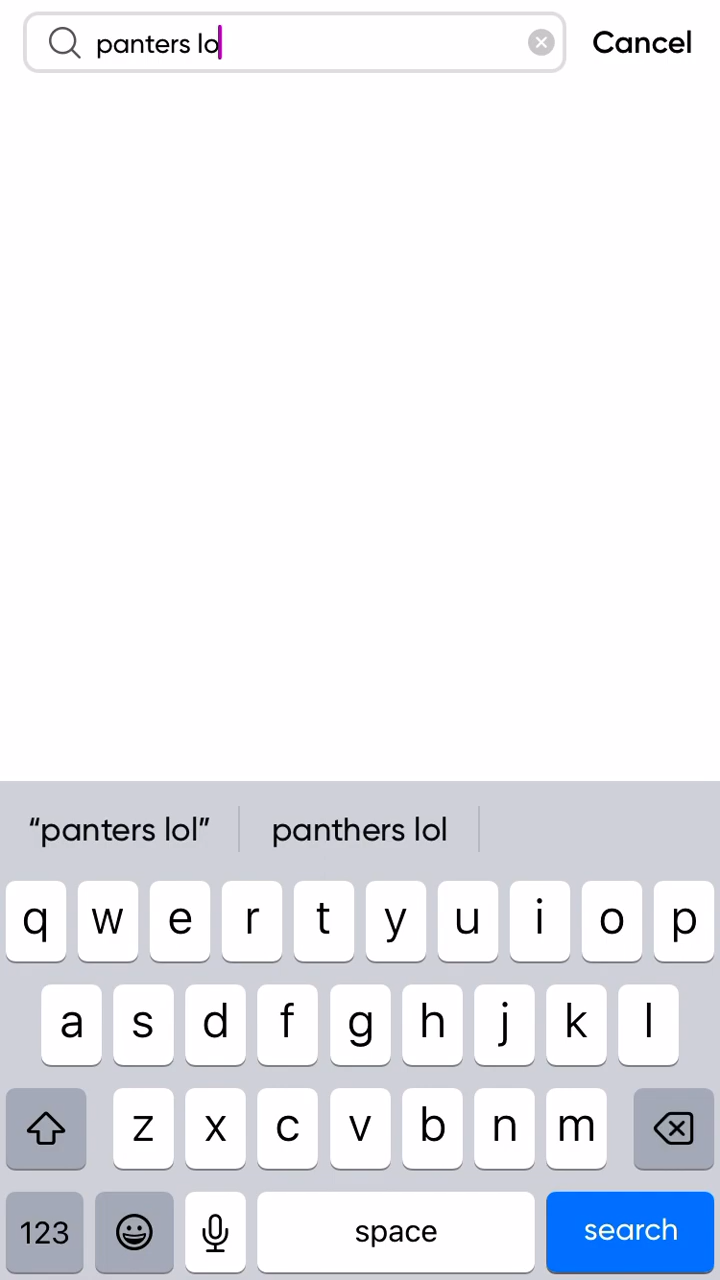 panters lo
Cancel
“panters lol” panthers lol
q w e r t y u i o p
a s d f g h j k l
z x c v b n m
123 space search